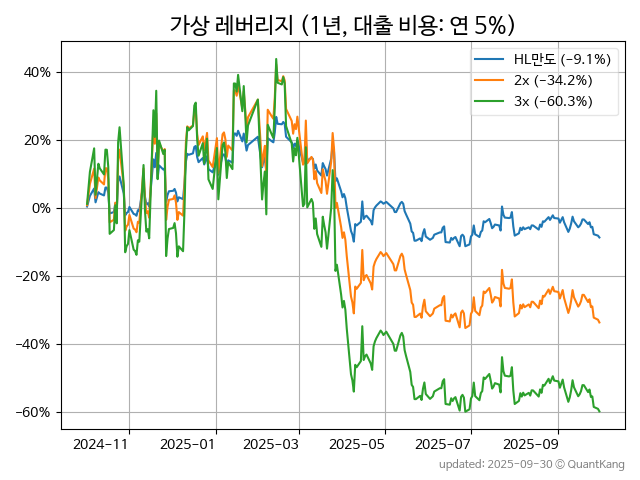 가상 레버리지 (1년, 대출 비용: 연 5%)
HL만도 (−9.1%)
2x (−34.2%)
3x (−60.3%)
40%
20%
0%
−20%
−40%
−60%
2024-11
2025-01
2025-03
2025-05
2025-07
2025-09
updated: 2025-09-30 © QuantKang